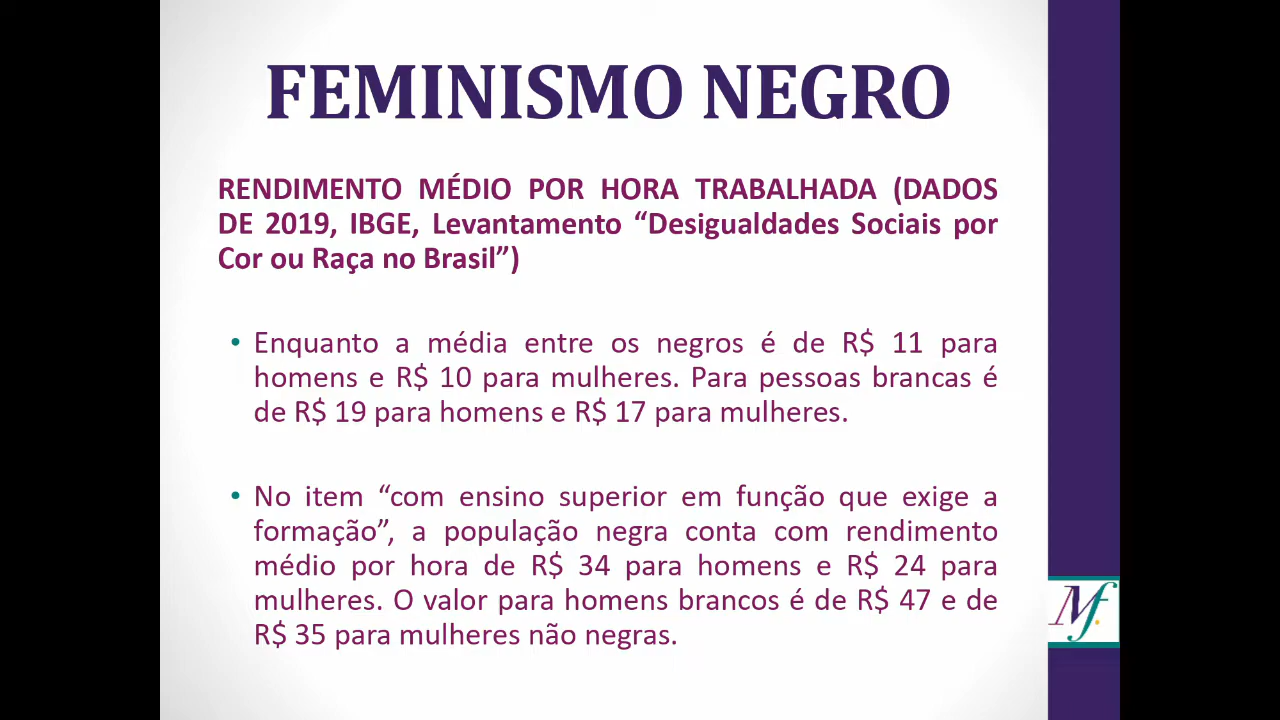 FEMINISMO NEGRO
RENDIMENTO MÉDIO POR HORA TRABALHADA (DADOS
DE 2019, IBGE, Levantamento “Desigualdades Sociais por
Cor ou Raça no Brasil”)
• Enquanto a média entre os negros é de R$ 11 para
homens e R$ 10 para mulheres. Para pessoas brancas é
de R$ 19 para homens e R$ 17 para mulheres.
• No item “com ensino superior em função que exige a
formação”, a população negra conta com rendimento
médio por hora de R$ 34 para homens e R$ 24 para
mulheres. O valor para homens brancos é de R$ 47 e de
R$ 35 para mulheres não negras.
Mf.